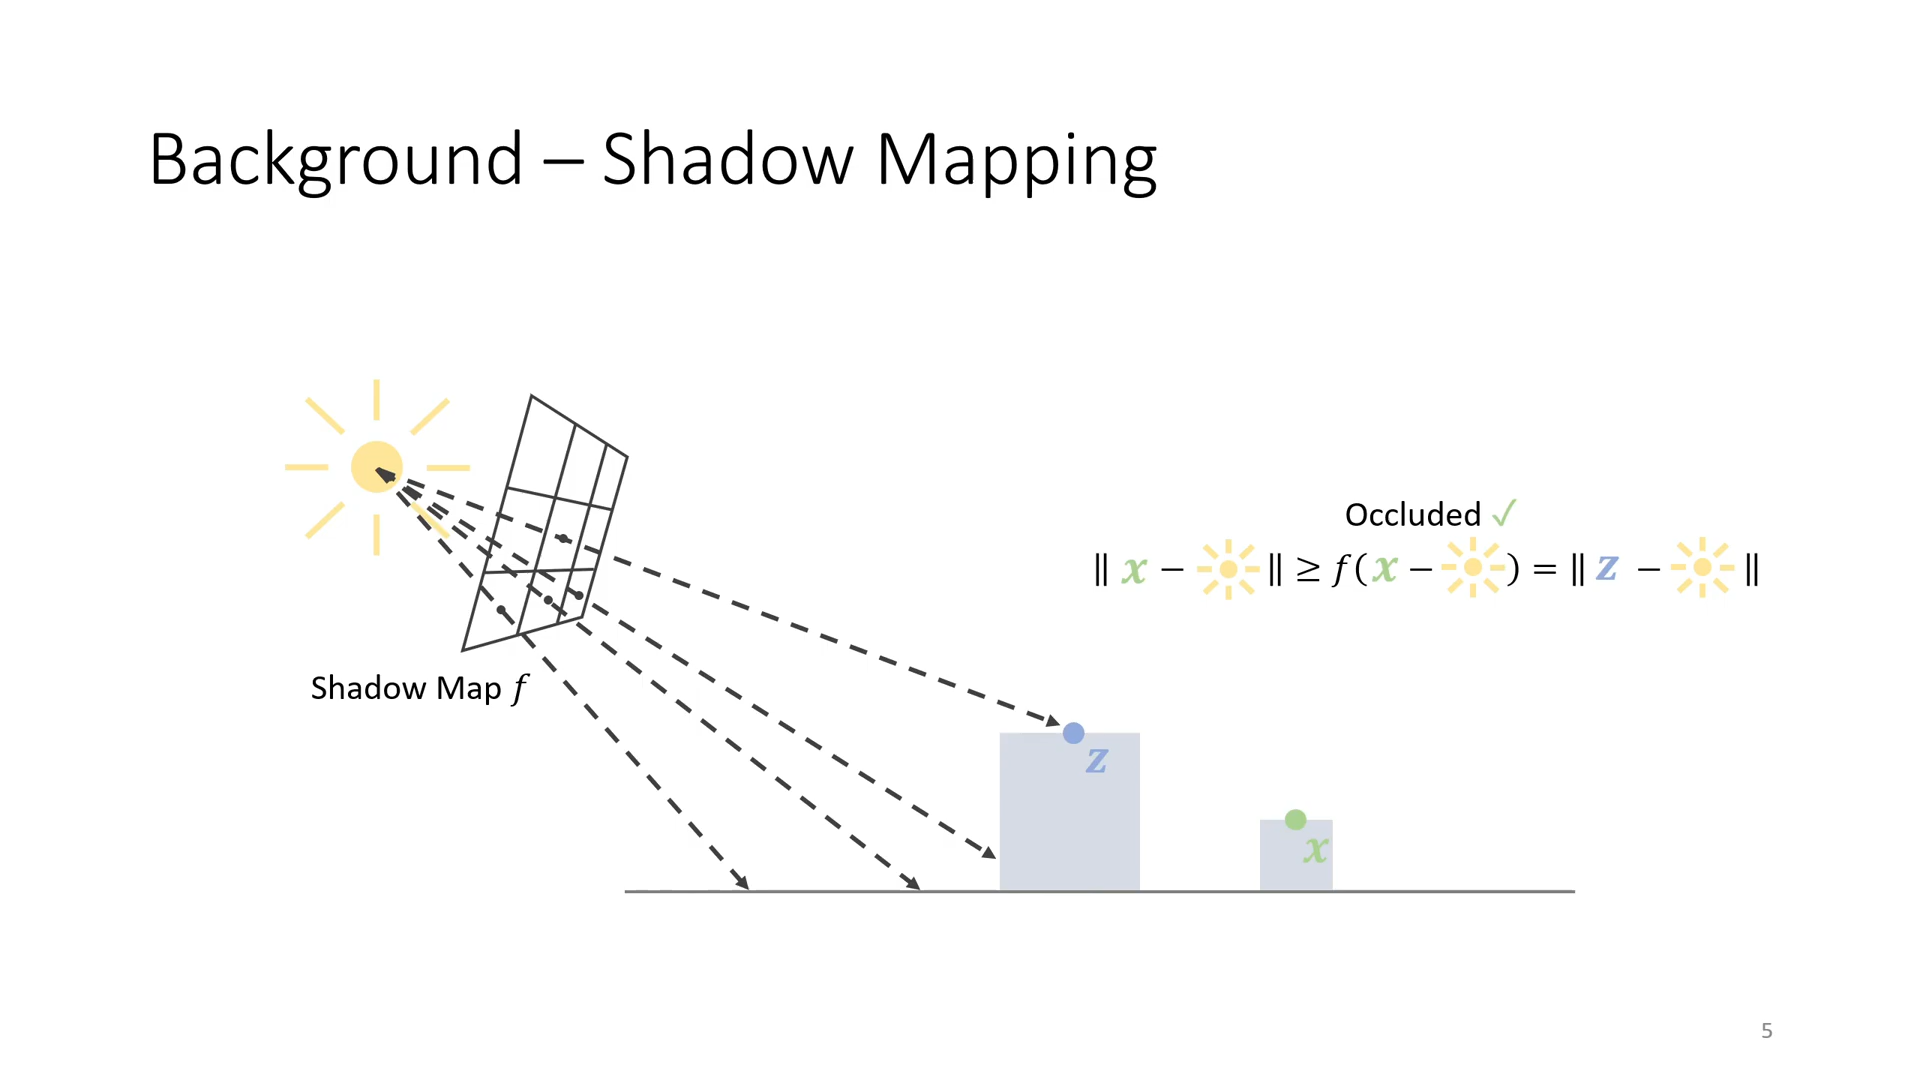 Background – Shadow Mapping
Occluded ✓
‖ x − ‖ ≥ f( x − ) = ‖ z − ‖
Shadow Map f
z
x
5